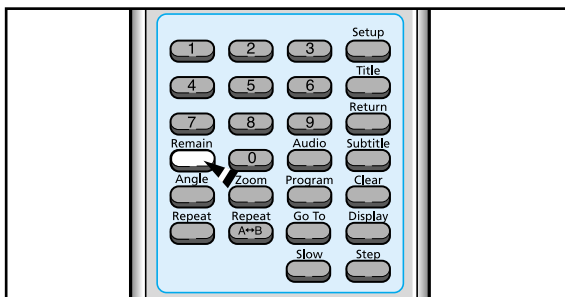 Setup
1 2 3
Title
4 5 6
Return
7 8 9
Remain Audio Subtitle
0
Angle Zoom Program Clear
Repeat Repeat Go To Display
A↔B
Slow Step